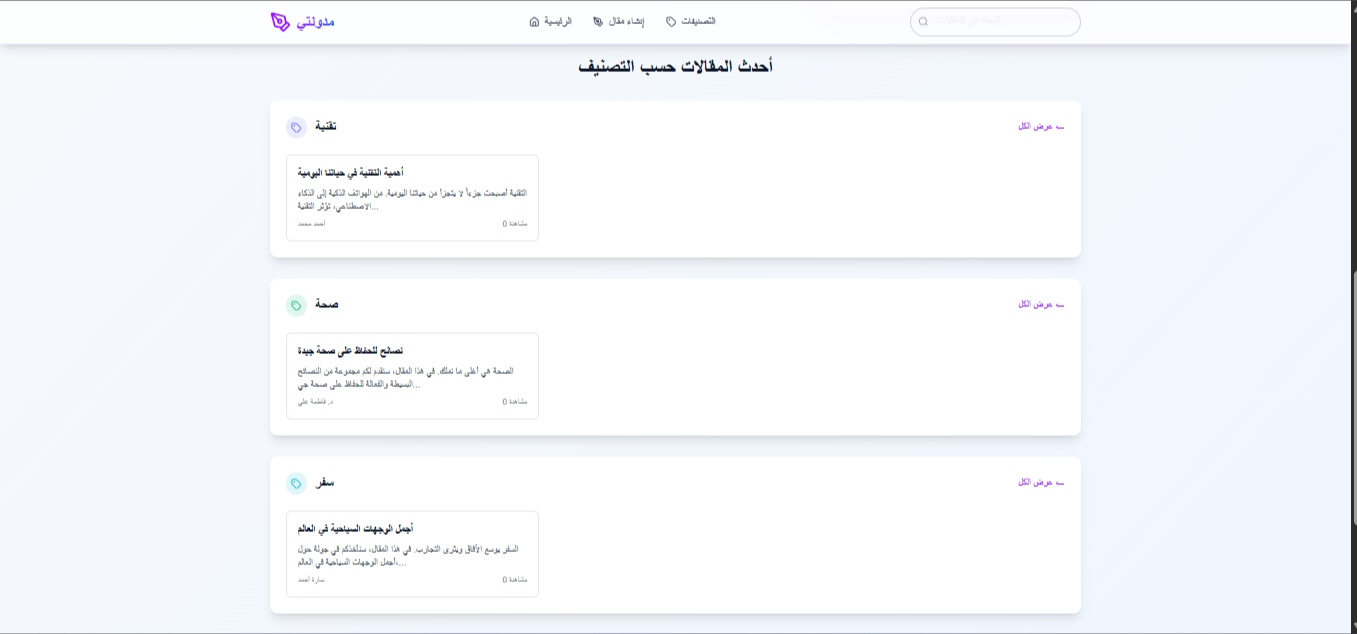 مدونتي
الرئيسية
إنشاء مقال
التصنيفات
أحدث المقالات حسب التصنيف
تقنية
← عرض الكل
أهمية التقنية في حياتنا اليومية
التقنية أصبحت جزءاً لا يتجزأ من حياتنا اليومية. من الهواتف الذكية إلى الذكاء
الاصطناعي، تؤثر التقنية...
أحمد محمد
0 مشاهدة
صحة
← عرض الكل
نصائح للحفاظ على صحة جيدة
الصحة هي أغلى ما نملك. في هذا المقال، سنقدم لكم مجموعة من النصائح
البسيطة والفعالة للحفاظ على صحة جي...
د. فاطمة علي
0 مشاهدة
سفر
← عرض الكل
أجمل الوجهات السياحية في العالم
السفر يوسع الآفاق ويثري التجارب. في هذا المقال، سنأخذكم في جولة حول
أجمل الوجهات السياحية في العالم،...
سارة أحمد
0 مشاهدة